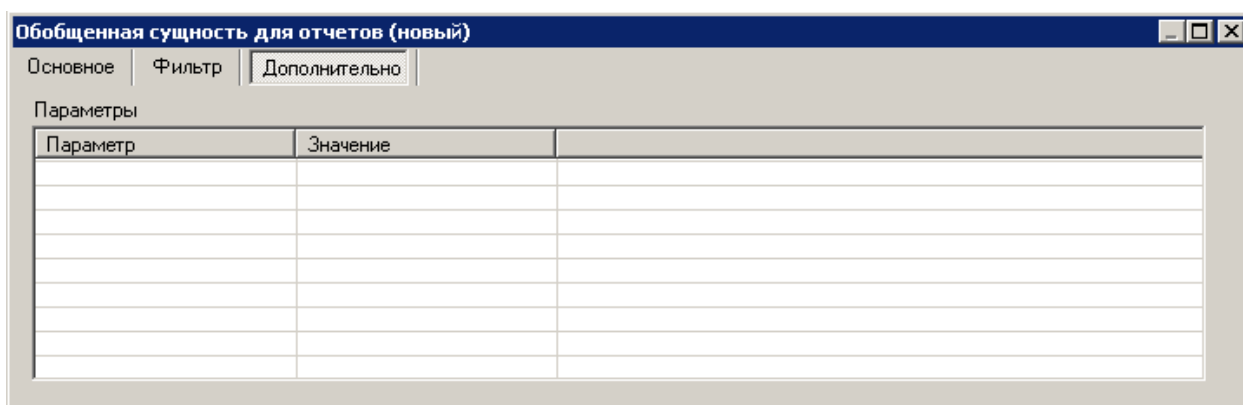 Обобщенная сущность для отчетов (новый)
Основное Фильтр Дополнительно
Параметры
Параметр Значение